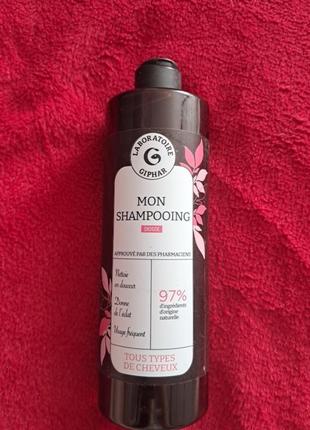 LABORATOIRE
GIPHAR
MON
SHAMPOOING
DOUX
APPROUVÉ PAR DES PHARMACIENS
Nettoie
en douceur
Donne
de l'éclat
Usage fréquent
97%
d'ingrédients
d'origine
naturelle
TOUS TYPES
DE CHEVEUX